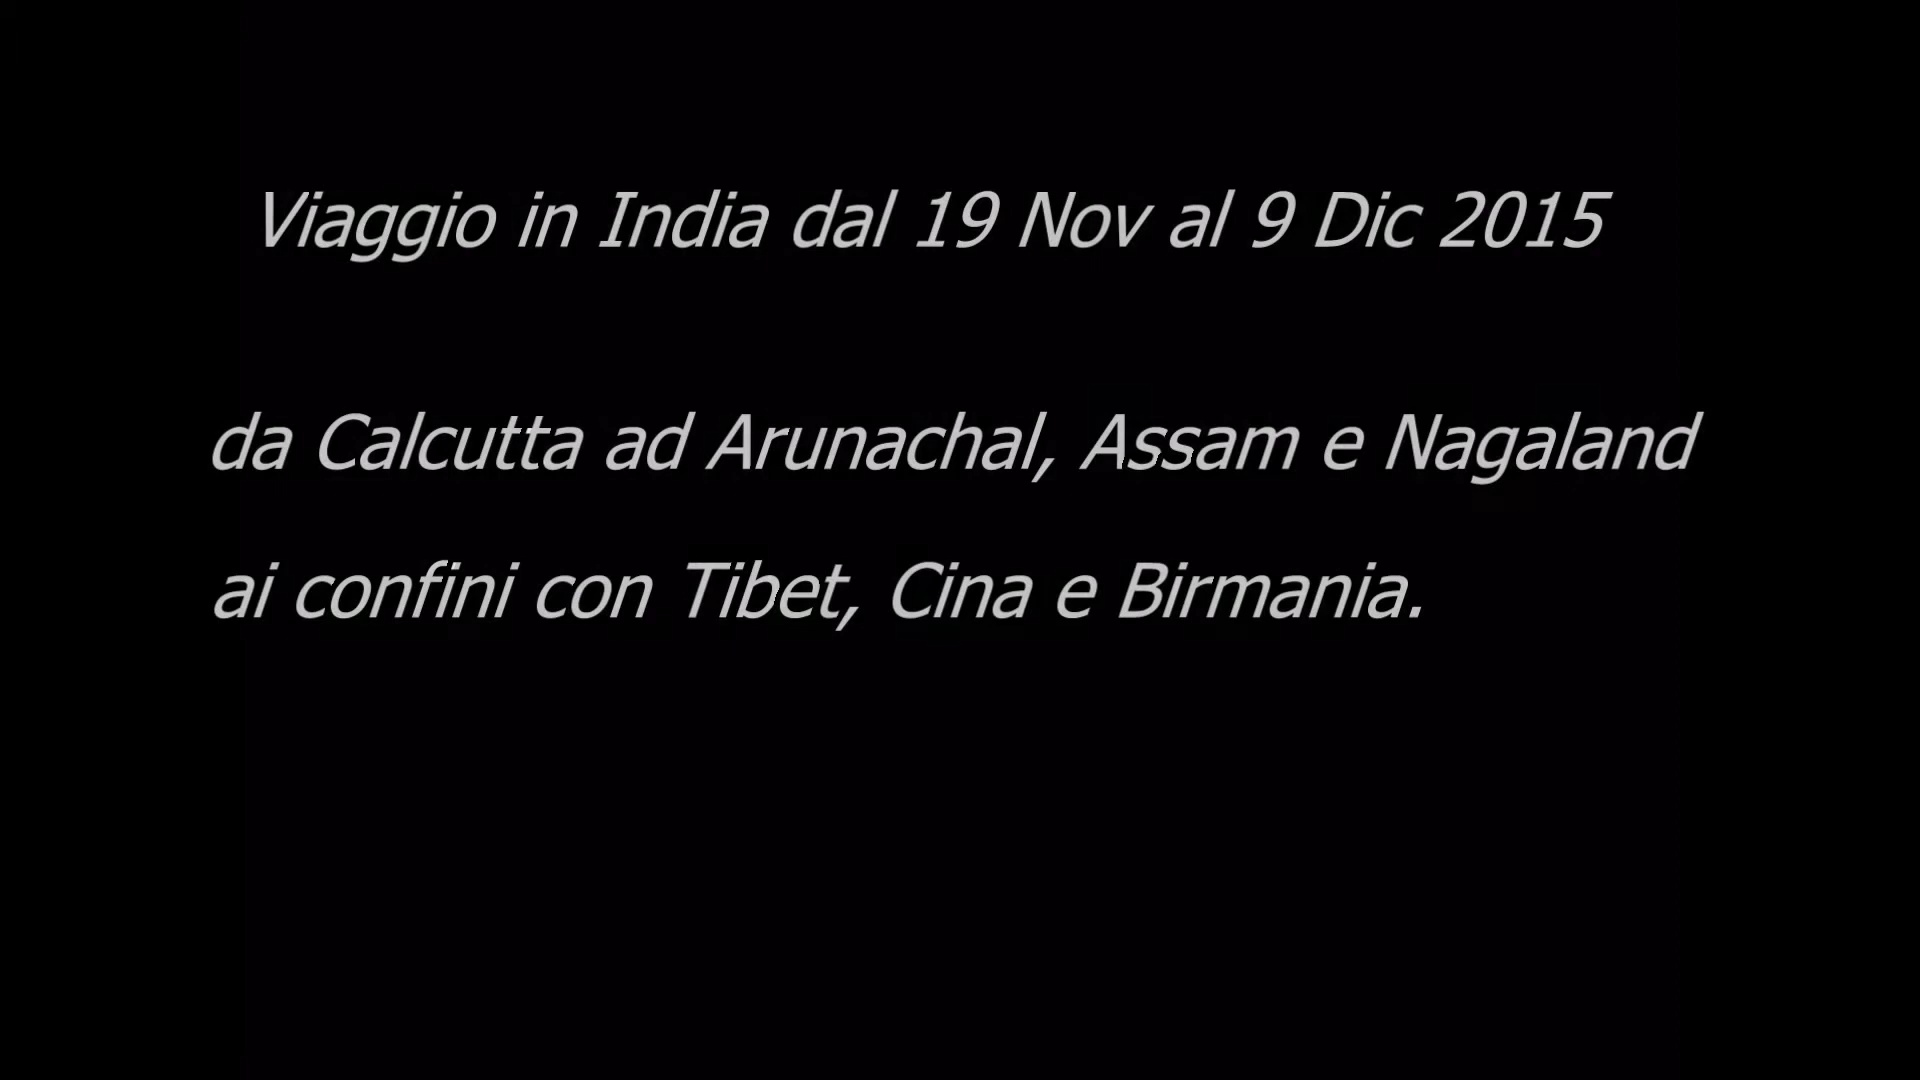 Viaggio in India dal 19 Nov al 9 Dic 2015
da Calcutta ad Arunachal, Assam e Nagaland
ai confini con Tibet, Cina e Birmania.